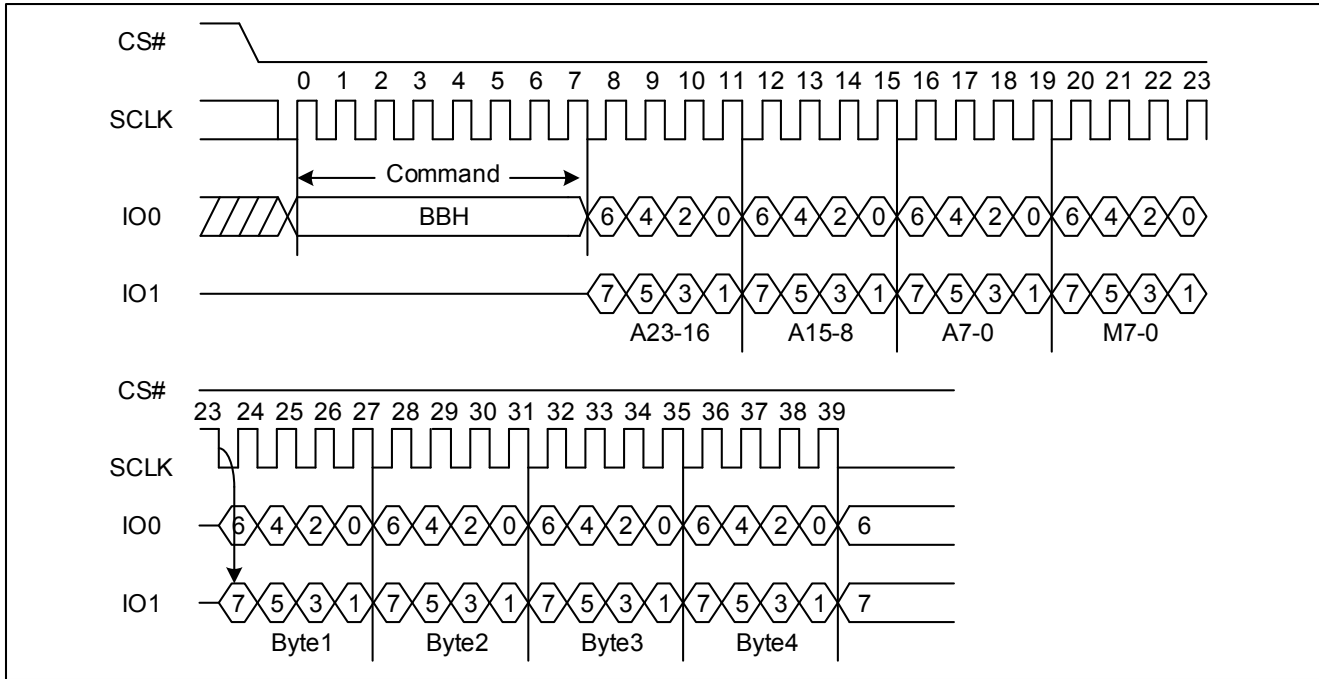 CS#
0 1 2 3 4 5 6 7 8 9 10 11 12 13 14 15 16 17 18 19 20 21 22 23
SCLK
Command
IO0 BBH 6 4 2 0 6 4 2 0 6 4 2 0 6 4 2 0
IO1 7 5 3 1 7 5 3 1 7 5 3 1 7 5 3 1
A23-16 A15-8 A7-0 M7-0
CS#
23 24 25 26 27 28 29 30 31 32 33 34 35 36 37 38 39
SCLK
IO0 6 4 2 0 6 4 2 0 6 4 2 0 6 4 2 0 6
IO1 7 5 3 1 7 5 3 1 7 5 3 1 7 5 3 1 7
Byte1 Byte2 Byte3 Byte4